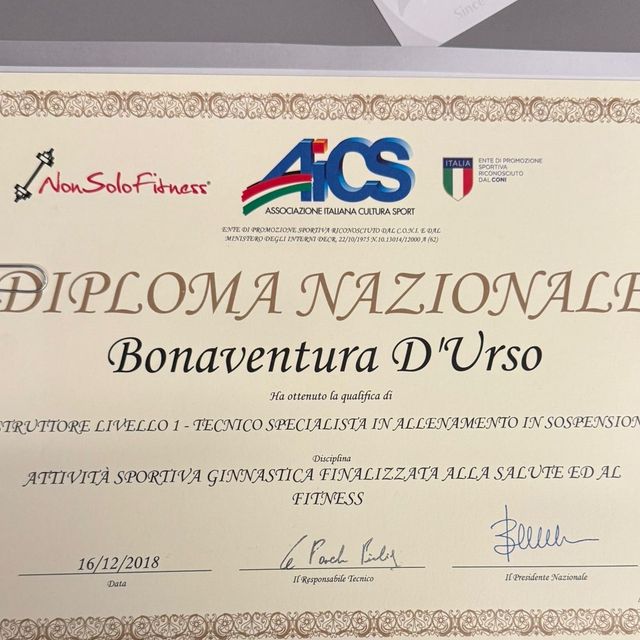 Since
NonSoloFitness®
AiCS
ASSOCIAZIONE ITALIANA CULTURA SPORT
ITALIA
ENTE DI PROMOZIONE
SPORTIVA
RICONOSCIUTO
DAL CONI
ENTE DI PROMOZIONE SPORTIVA RICONOSCIUTO DAL C.O.N.I. E DAL
MINISTERO DEGLI INTERNI DECR. 22/10/1975 N.10.13014/12000 A (62)
DIPLOMA NAZIONALE
Bonaventura D'Urso
Ha ottenuto la qualifica di
STRUTTORE LIVELLO 1 - TECNICO SPECIALISTA IN ALLENAMENTO IN SOSPENSION
Disciplina
ATTIVITÀ SPORTIVA GINNASTICA FINALIZZATA ALLA SALUTE ED AL
FITNESS
16/12/2018
Data
Il Responsabile Tecnico
Il Presidente Nazionale